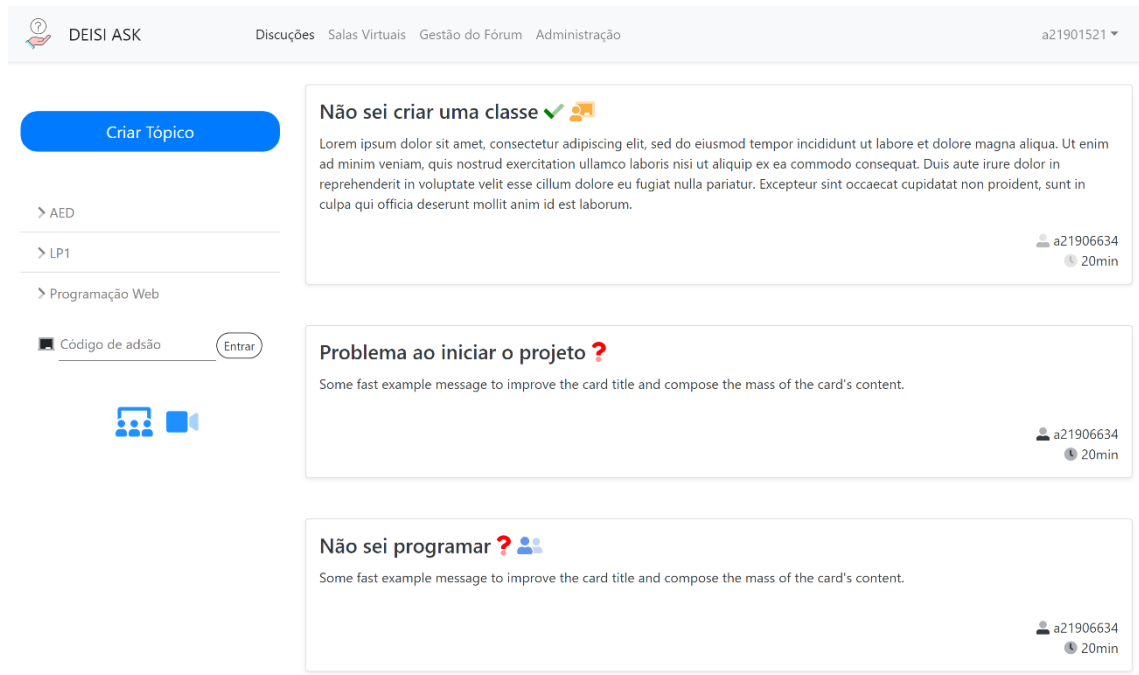 DEISI ASK
Discuções Salas Virtuais Gestão do Fórum Administração
a21901521
Criar Tópico
AED
LP1
Programação Web
Código de adsão
Entrar
Não sei criar uma classe
Lorem ipsum dolor sit amet, consectetur adipiscing elit, sed do eiusmod tempor incididunt ut labore et dolore magna aliqua. Ut enim
ad minim veniam, quis nostrud exercitation ullamco laboris nisi ut aliquip ex ea commodo consequat. Duis aute irure dolor in
reprehenderit in voluptate velit esse cillum dolore eu fugiat nulla pariatur. Excepteur sint occaecat cupidatat non proident, sunt in
culpa qui officia deserunt mollit anim id est laborum.
a21906634
20min
Problema ao iniciar o projeto ?
Some fast example message to improve the card title and compose the mass of the card's content.
a21906634
20min
Não sei programar ?
Some fast example message to improve the card title and compose the mass of the card's content.
a21906634
20min